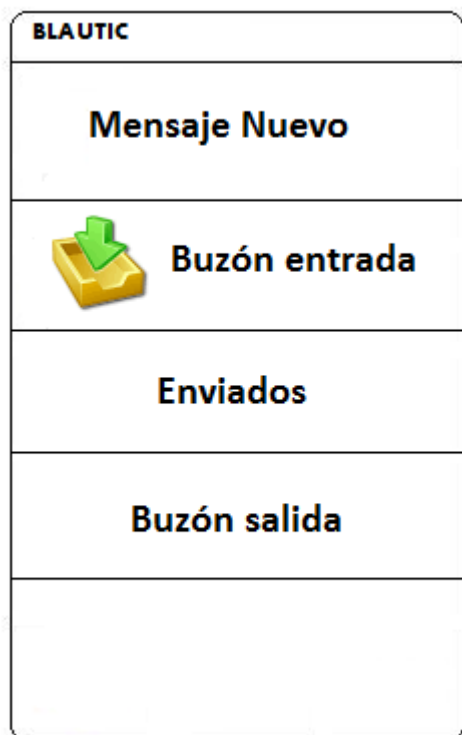 BLAUTIC
Mensaje Nuevo
Buzón entrada
Enviados
Buzón salida